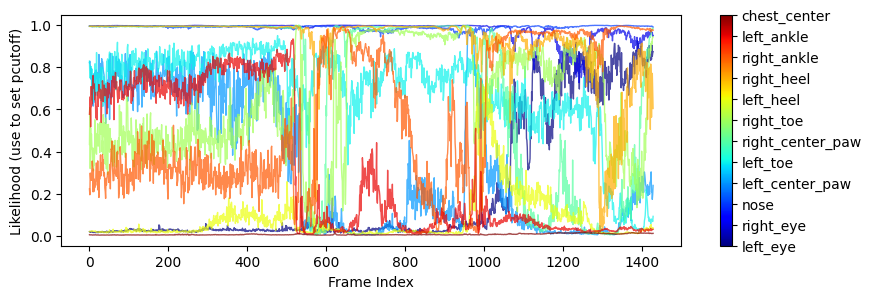 Likelihood (use to set pcutoff)
1.0
0.8
0.6
0.4
0.2
0.0
0
200
400
600
800
1000
1200
1400
Frame Index
chest_center
left_ankle
right_ankle
right_heel
left_heel
right_toe
right_center_paw
left_toe
left_center_paw
nose
right_eye
left_eye